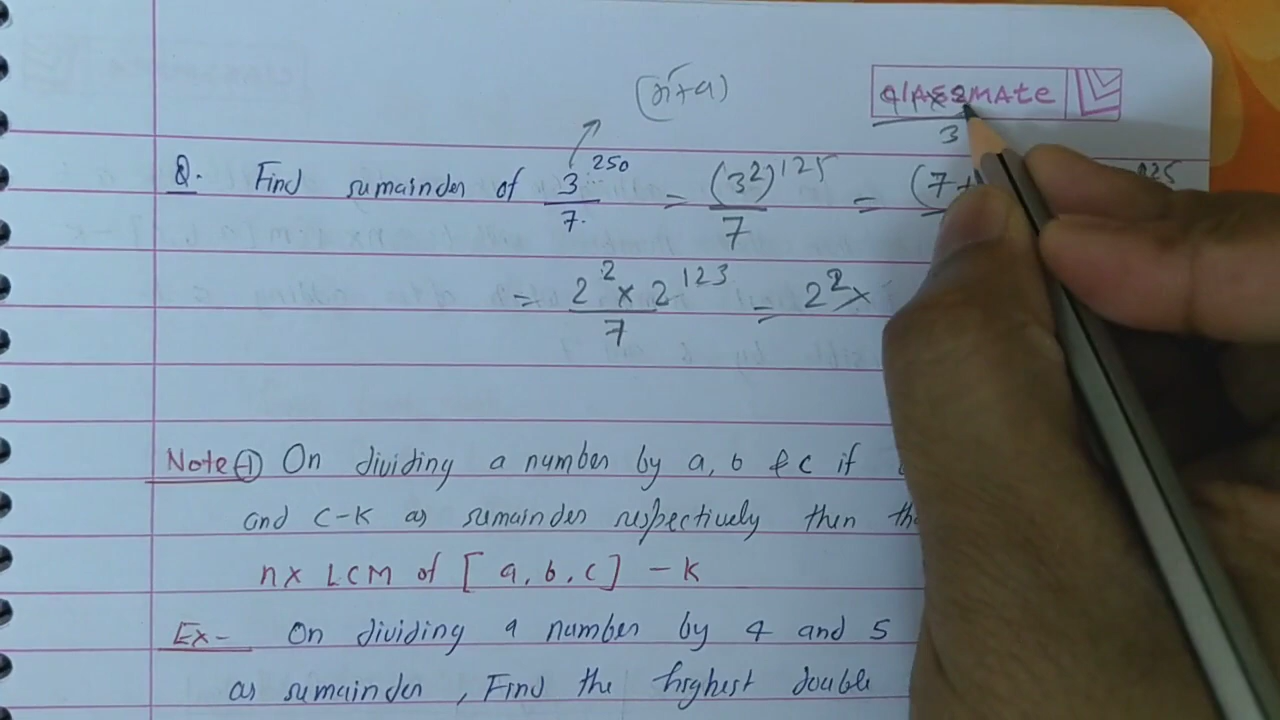 (x+a)
classmate
3
Q. Find remainder of 3^250 / 7 = (3^2)^125 / 7 = (7+ 125
= 2^2 × 2^123 / 7 = 2^2 ×
Note ① On dividing a number by a, b & c if
and c-k as remainder respectively then
n x LCM of [a, b, c] - k
Ex- On dividing a number by 4 and 5
as remainder, Find the highest double